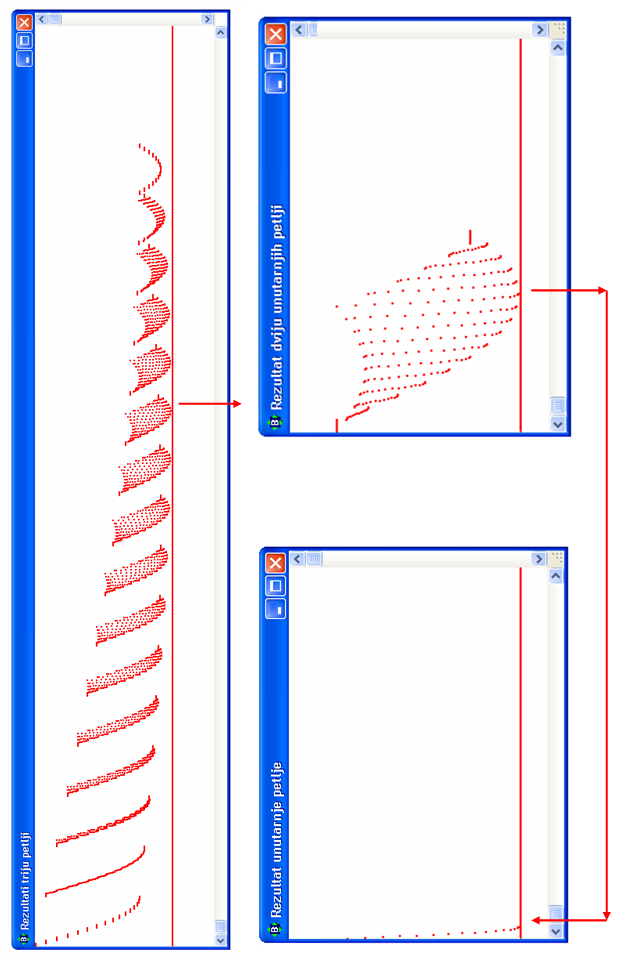 Rezultati triju petlji
Rezultat dviju unutarnjih petlji
Rezultat unutarnje petlje